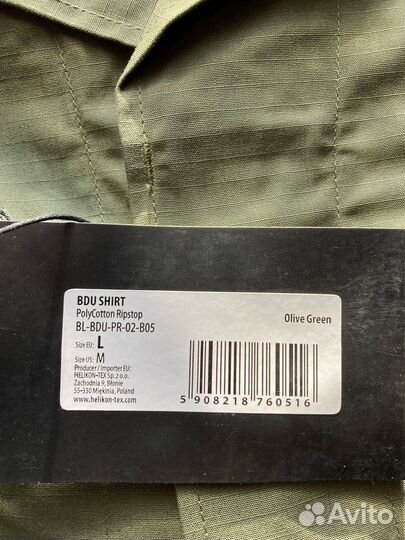 BDU SHIRT
PolyCotton Ripstop
BL-BDU-PR-02-B05
Olive Green
Size EU: L
Size US: M
Producer / Importer EU:
HELIKON-TEX Sp. z o.o.
Zachodnia 9, Błonie
55-330 Miękinia, Poland
www.helikon-tex.com
5 908218 760516
Avito